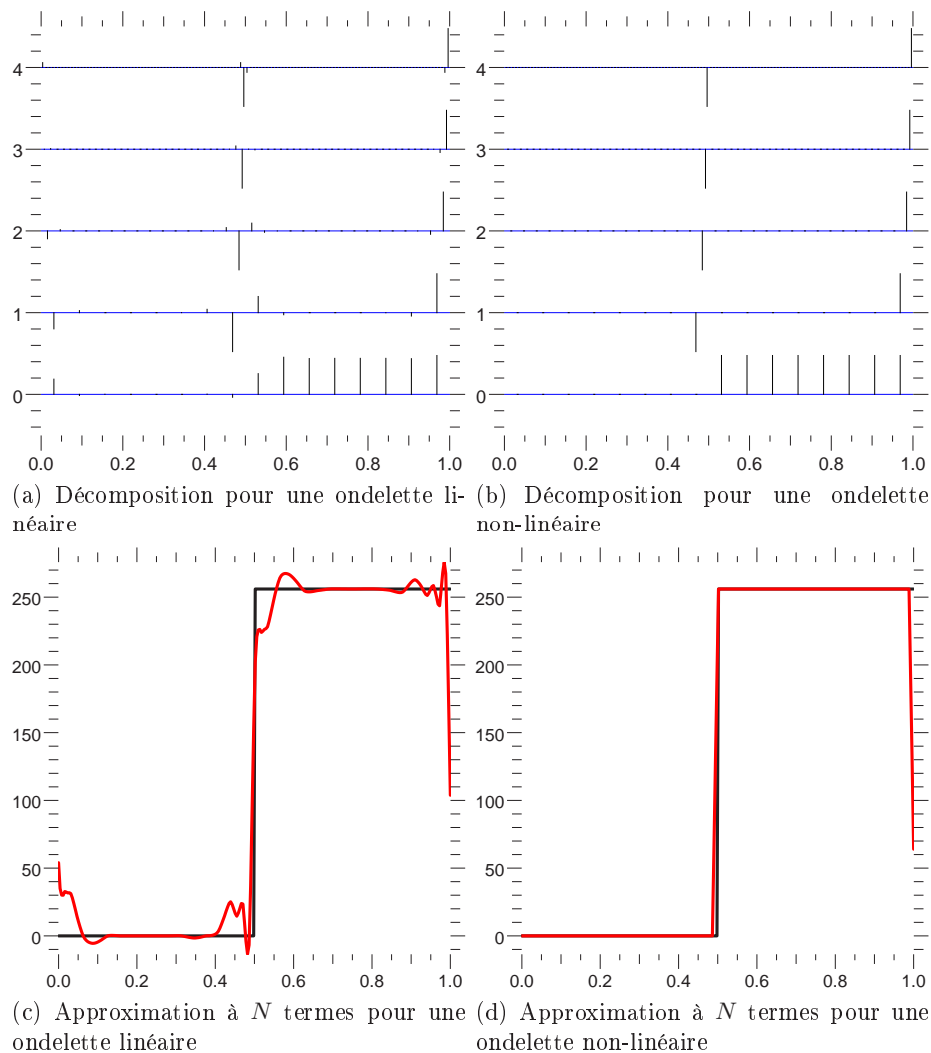 4
3
2
1
0
0.0 0.2 0.4 0.6 0.8 1.0
(a) Décomposition pour une ondelette li-
néaire
4
3
2
1
0
0.0 0.2 0.4 0.6 0.8 1.0
(b) Décomposition pour une ondelette
non-linéaire
250
200
150
100
50
0
0.0 0.2 0.4 0.6 0.8 1.0
(c) Approximation à N termes pour une
ondelette linéaire
250
200
150
100
50
0
0.0 0.2 0.4 0.6 0.8 1.0
(d) Approximation à N termes pour une
ondelette non-linéaire